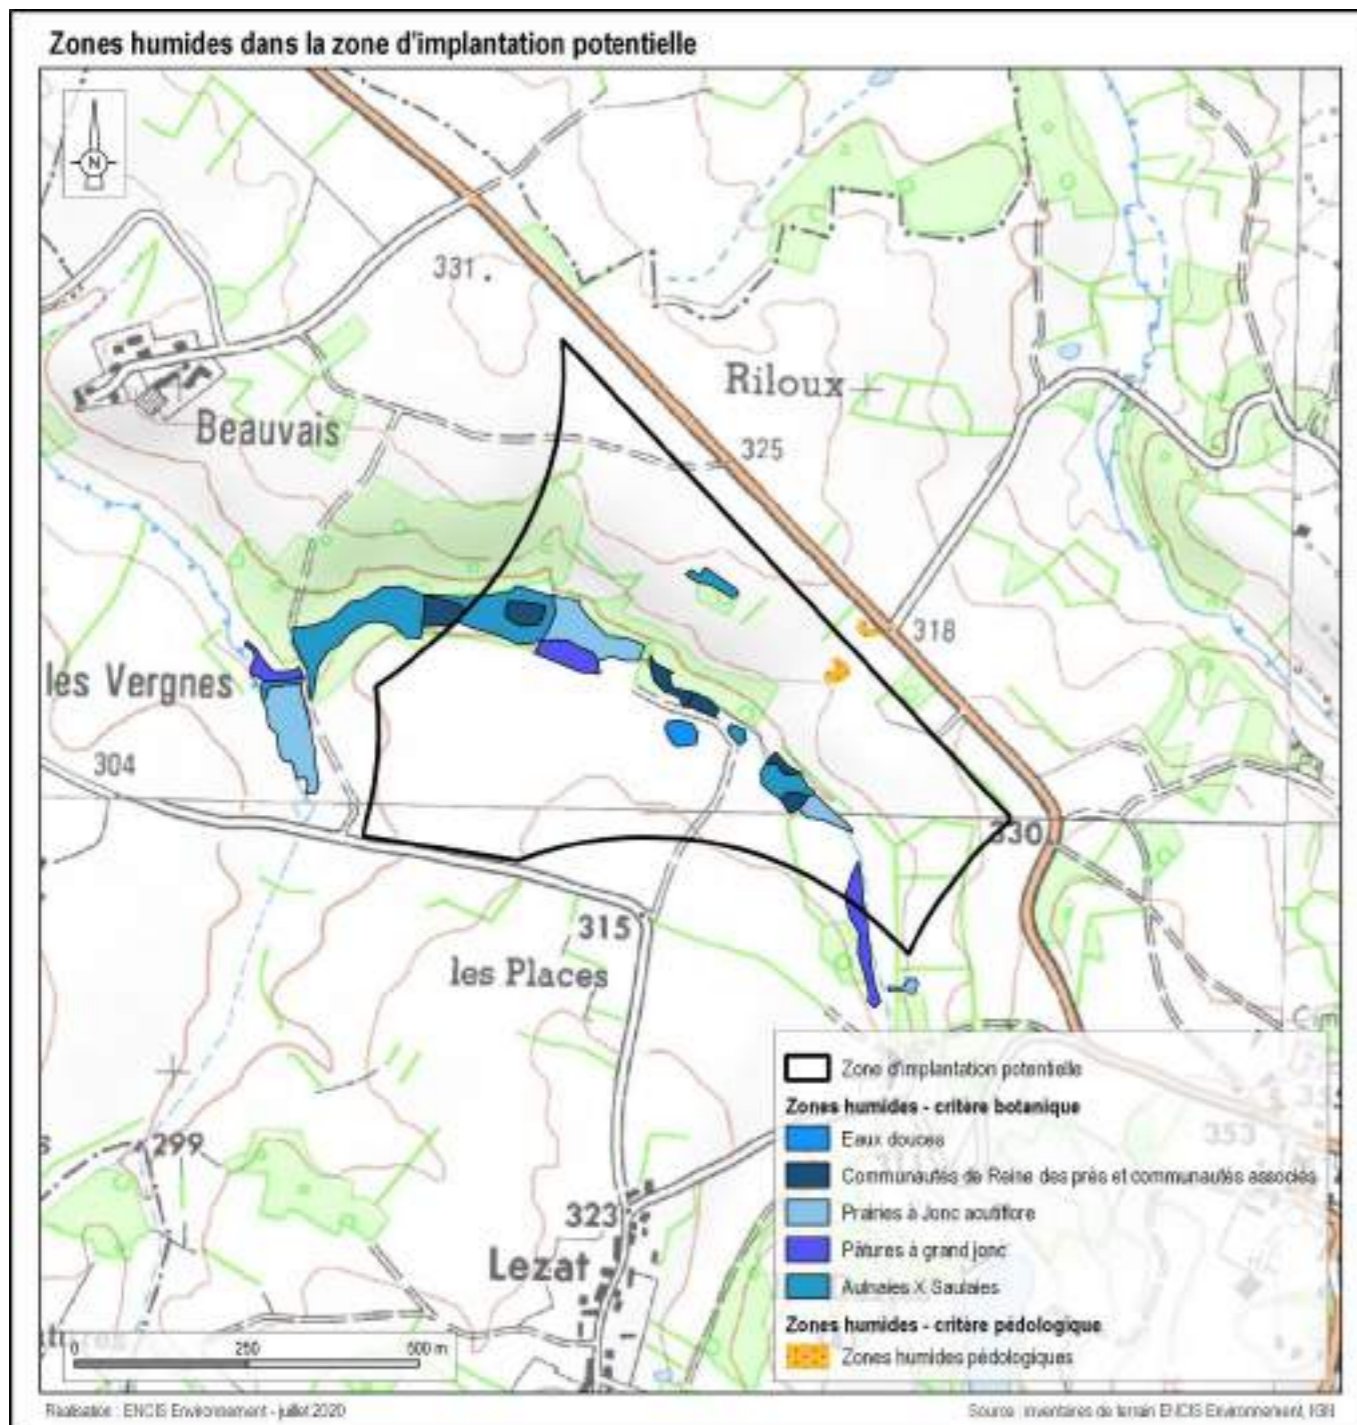 Zones humides dans la zone d'implantation potentielle
N
331
Riloux
Beauvais
325
318
les Vergnes
304
330
315
les Places
299
323
Lezat
353
Zone d'implantation potentielle
Zones humides - critère botanique
Eaux douces
Communautés de Reine des prés et communautés associés
Prairies à Jonc acutiflore
Pâtures à grand jonc
Aulnaies X Saulaies
Zones humides - critère pédologique
Zones humides pédologiques
0 250 500 m
Réalisation : ENCIS Environnement - juillet 2020
Source : inventaires de terrain ENCIS Environnement, IGN